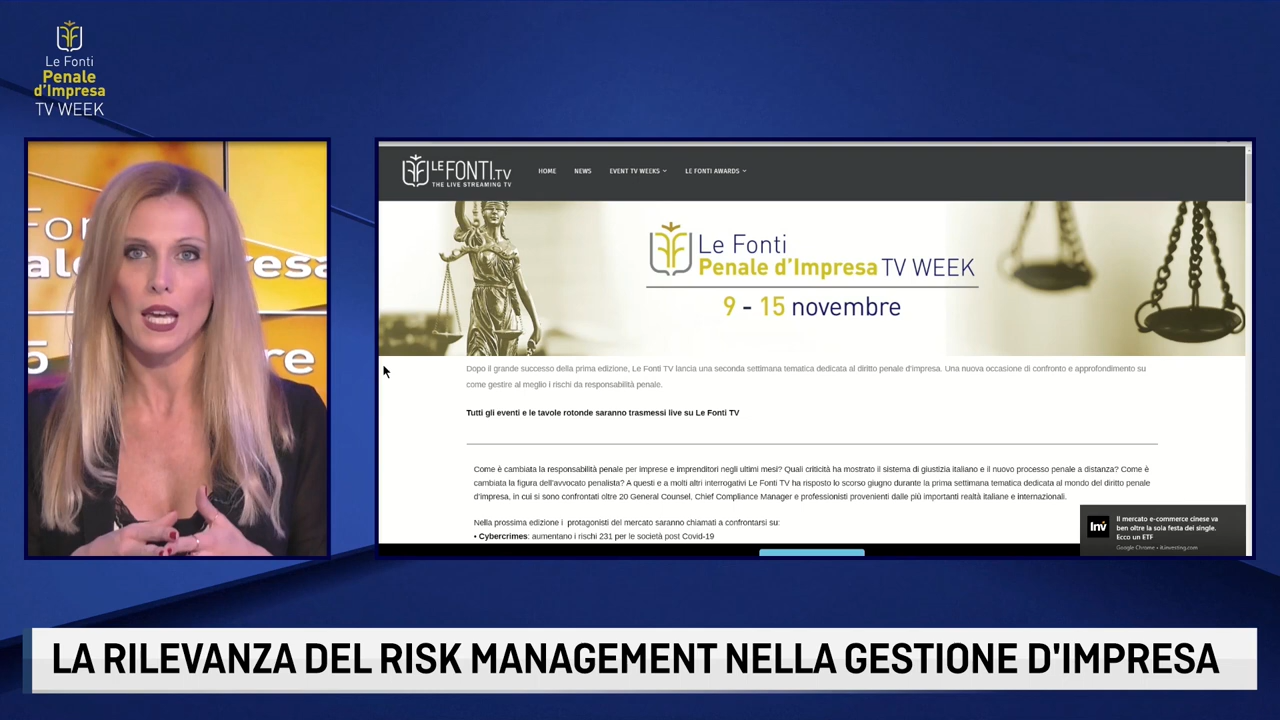 Le Fonti
Penale
d'Impresa
TV WEEK
LE FONTI.TV
THE LIVE STREAMING TV
HOME
NEWS
EVENT TV WEEKS
LE FONTI AWARDS
Le Fonti
Penale d'Impresa TV WEEK
9 - 15 novembre
Dopo il grande successo della prima edizione, Le Fonti TV lancia una seconda settimana tematica dedicata al diritto penale d'impresa. Una nuova occasione di confronto e approfondimento su
come gestire al meglio i rischi da responsabilità penale.
Tutti gli eventi e le tavole rotonde saranno trasmessi live su Le Fonti TV
Come è cambiata la responsabilità penale per imprese e imprenditori negli ultimi mesi? Quali criticità ha mostrato il sistema di giustizia italiano e il nuovo processo penale a distanza? Come è
cambiata la figura dell'avvocato penalista? A questi e a molti altri interrogativi Le Fonti TV ha risposto lo scorso giugno durante la prima settimana tematica dedicata al mondo del diritto penale
d'impresa, in cui si sono confrontati oltre 20 General Counsel, Chief Compliance Manager e professionisti provenienti dalle più importanti realtà italiane e internazionali.
Nella prossima edizione i protagonisti del mercato saranno chiamati a confrontarsi su:
• Cybercrimes: aumentano i rischi 231 per le società post Covid-19
Inv
Il mercato e-commerce cinese va
ben oltre la sola festa dei single.
Ecco un ETF
Google Chrome • it.investing.com
LA RILEVANZA DEL RISK MANAGEMENT NELLA GESTIONE D'IMPRESA